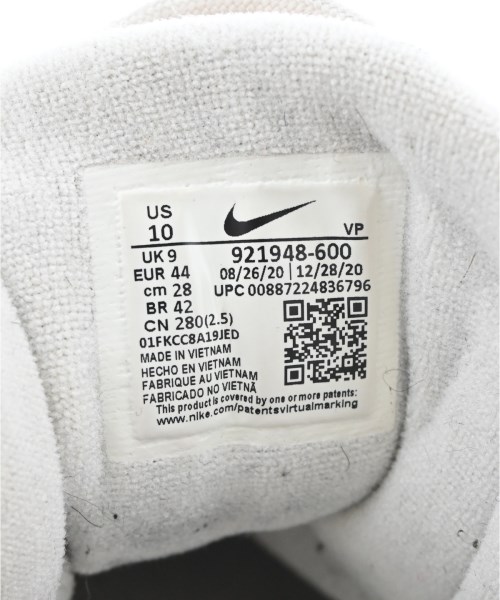 US
10
VP
UK 9
921948-600
EUR 44
08/26/20 | 12/28/20
cm 28
UPC 00887224836796
BR 42
CN 280(2.5)
01FKCC8A19JED
MADE IN VIETNAM
HECHO EN VIETNAM
FABRIQUE AU VIETNAM
FABRICADO NO VIETNÃ
This product is covered by one or more patents:
www.nike.com/patentsvirtualmarking